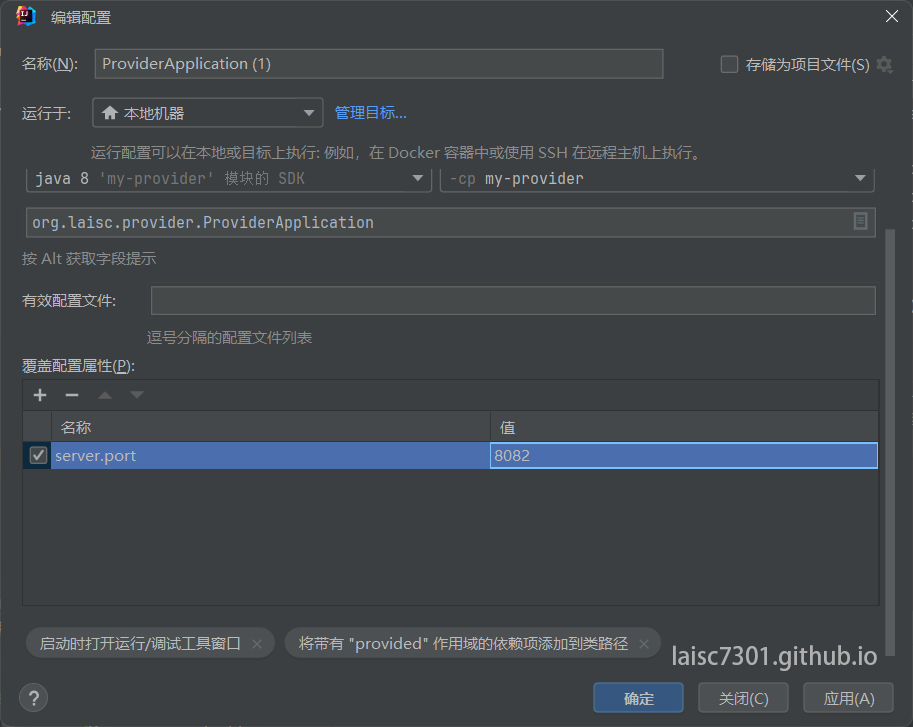 编辑配置
名称(N): ProviderApplication (1) 存储为项目文件(S)
运行于: 本地机器 管理目标...
运行配置可以在本地或目标上执行: 例如，在 Docker 容器中或使用 SSH 在远程主机上执行。
java 8 'my-provider' 模块的 SDK -cp my-provider
org.laisc.provider.ProviderApplication
按 Alt 获取字段提示
有效配置文件:
逗号分隔的配置文件列表
覆盖配置属性(P):
名称 值
server.port 8082
启动时打开运行/调试工具窗口 × 将带有 "provided" 作用域的依赖项添加到类路径 ×
laisc7301.github.io
? 确定 关闭(C) 应用(A)